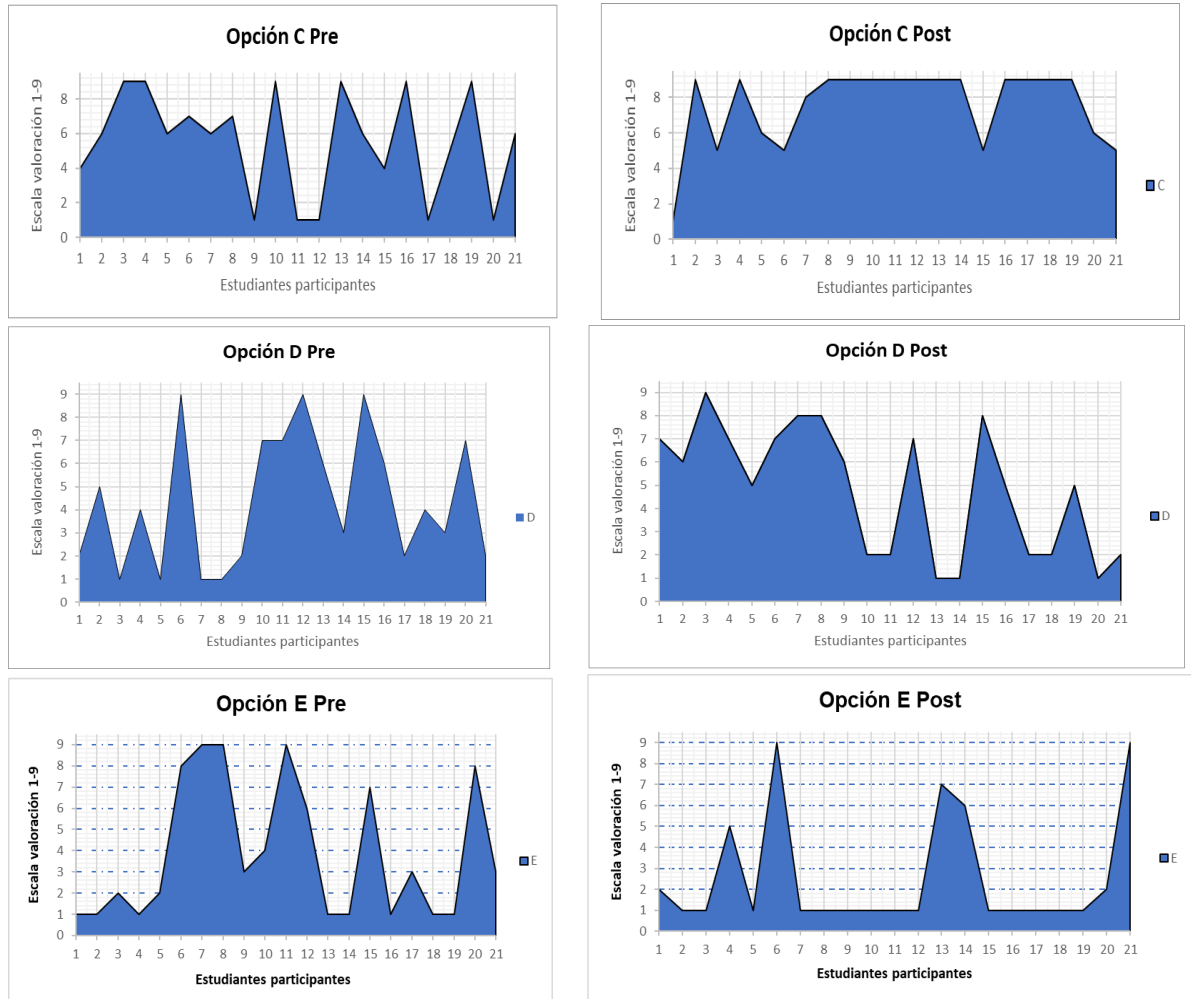 Opción C Pre
Escala valoración 1-9
8
6
4
2
0
1 2 3 4 5 6 7 8 9 10 11 12 13 14 15 16 17 18 19 20 21
Estudiantes participantes
Opción C Post
Escala valoración 1-9
8
6
4
2
0
1 2 3 4 5 6 7 8 9 10 11 12 13 14 15 16 17 18 19 20 21
Estudiantes participantes
C
Opción D Pre
Escala valoración 1-9
9
8
7
6
5
4
3
2
1
0
1 2 3 4 5 6 7 8 9 10 11 12 13 14 15 16 17 18 19 20 21
Estudiantes participantes
D
Opción D Post
Escala valoración 1-9
9
8
7
6
5
4
3
2
1
0
1 2 3 4 5 6 7 8 9 10 11 12 13 14 15 16 17 18 19 20 21
Estudiantes participantes
D
Opción E Pre
Escala valoración 1-9
9
8
7
6
5
4
3
2
1
0
1 2 3 4 5 6 7 8 9 10 11 12 13 14 15 16 17 18 19 20 21
Estudiantes participantes
E
Opción E Post
Escala valoración 1-9
9
8
7
6
5
4
3
2
1
0
1 2 3 4 5 6 7 8 9 10 11 12 13 14 15 16 17 18 19 20 21
Estudiantes participantes
E